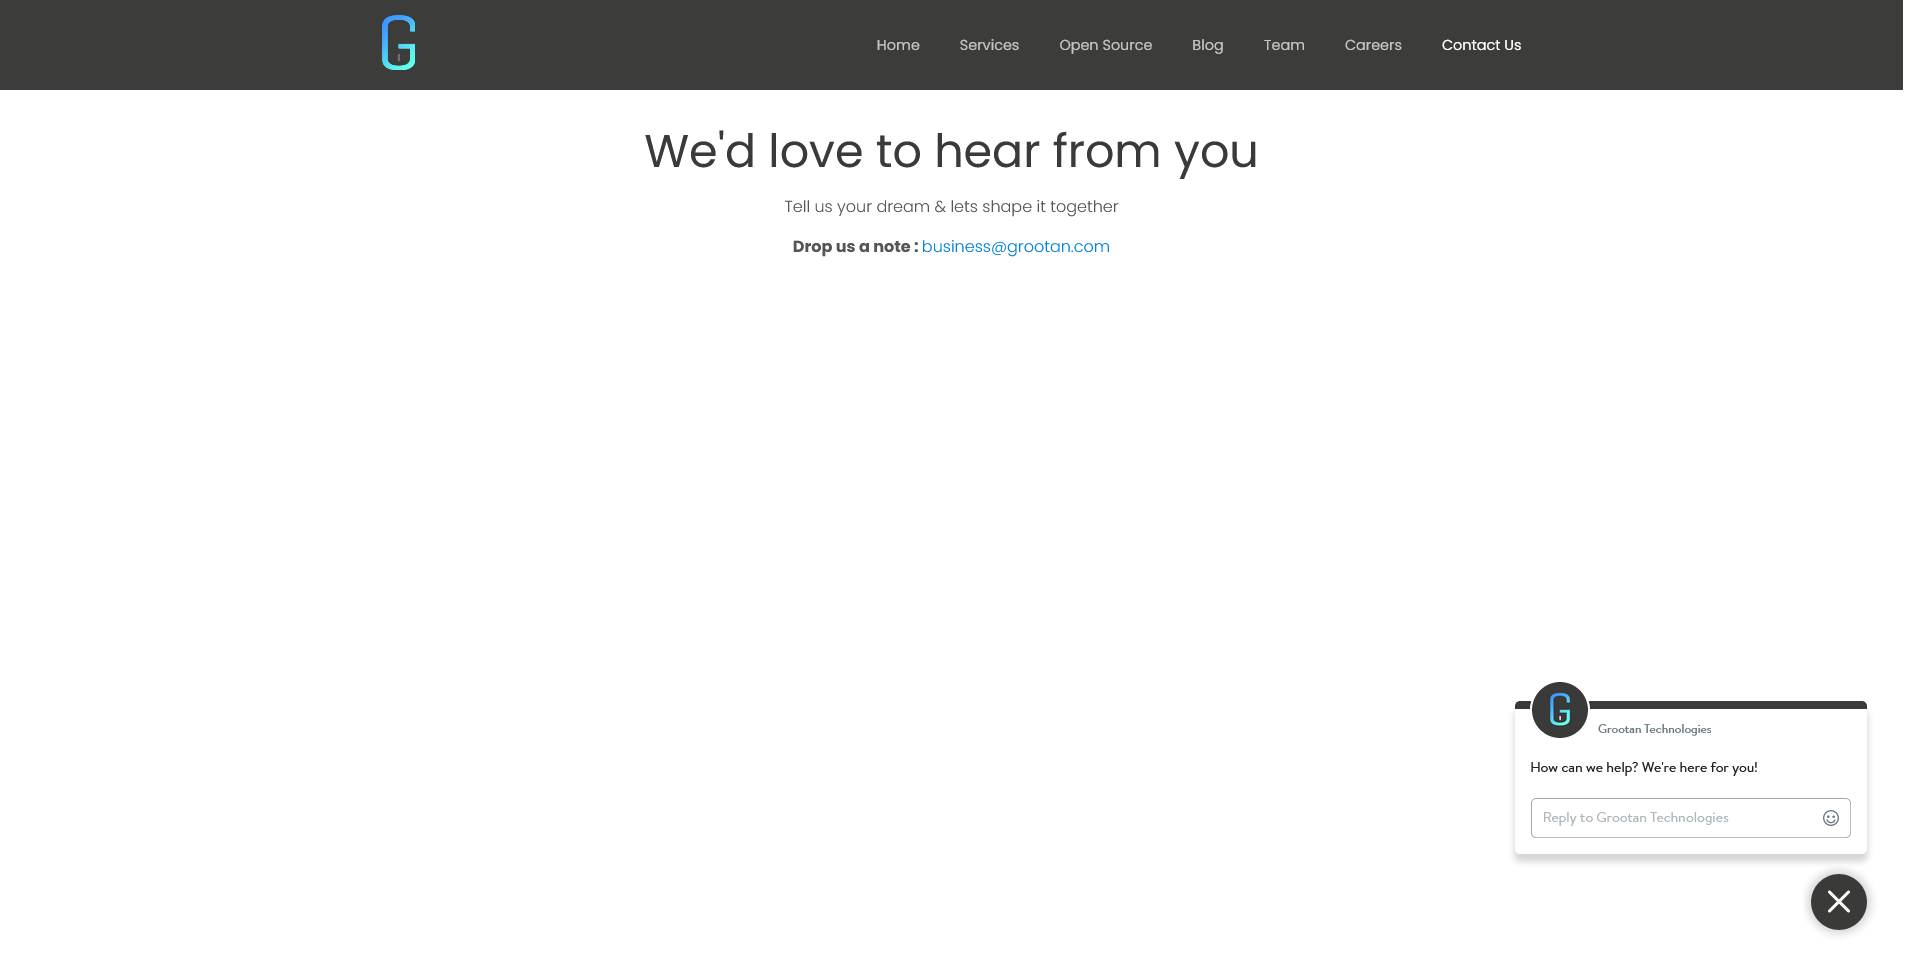 G
Home Services Open Source Blog Team Careers Contact Us
We'd love to hear from you
Tell us your dream & lets shape it together
Drop us a note : business@grootan.com
G
Grootan Technologies
How can we help? We're here for you!
Reply to Grootan Technologies